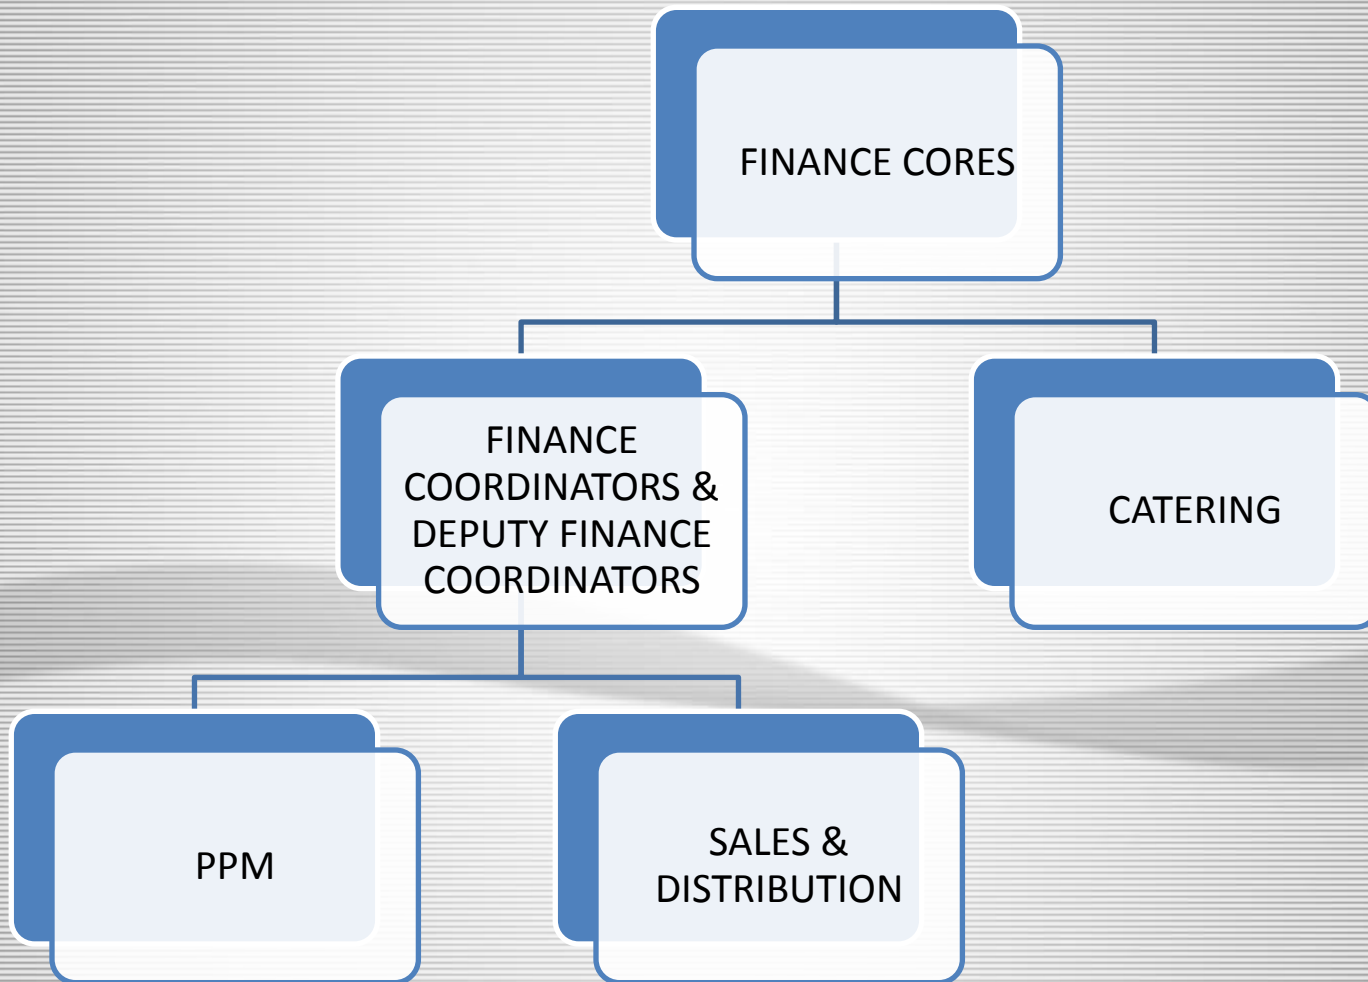 FINANCE CORES
FINANCE
COORDINATORS &
DEPUTY FINANCE
COORDINATORS
CATERING
PPM
SALES &
DISTRIBUTION